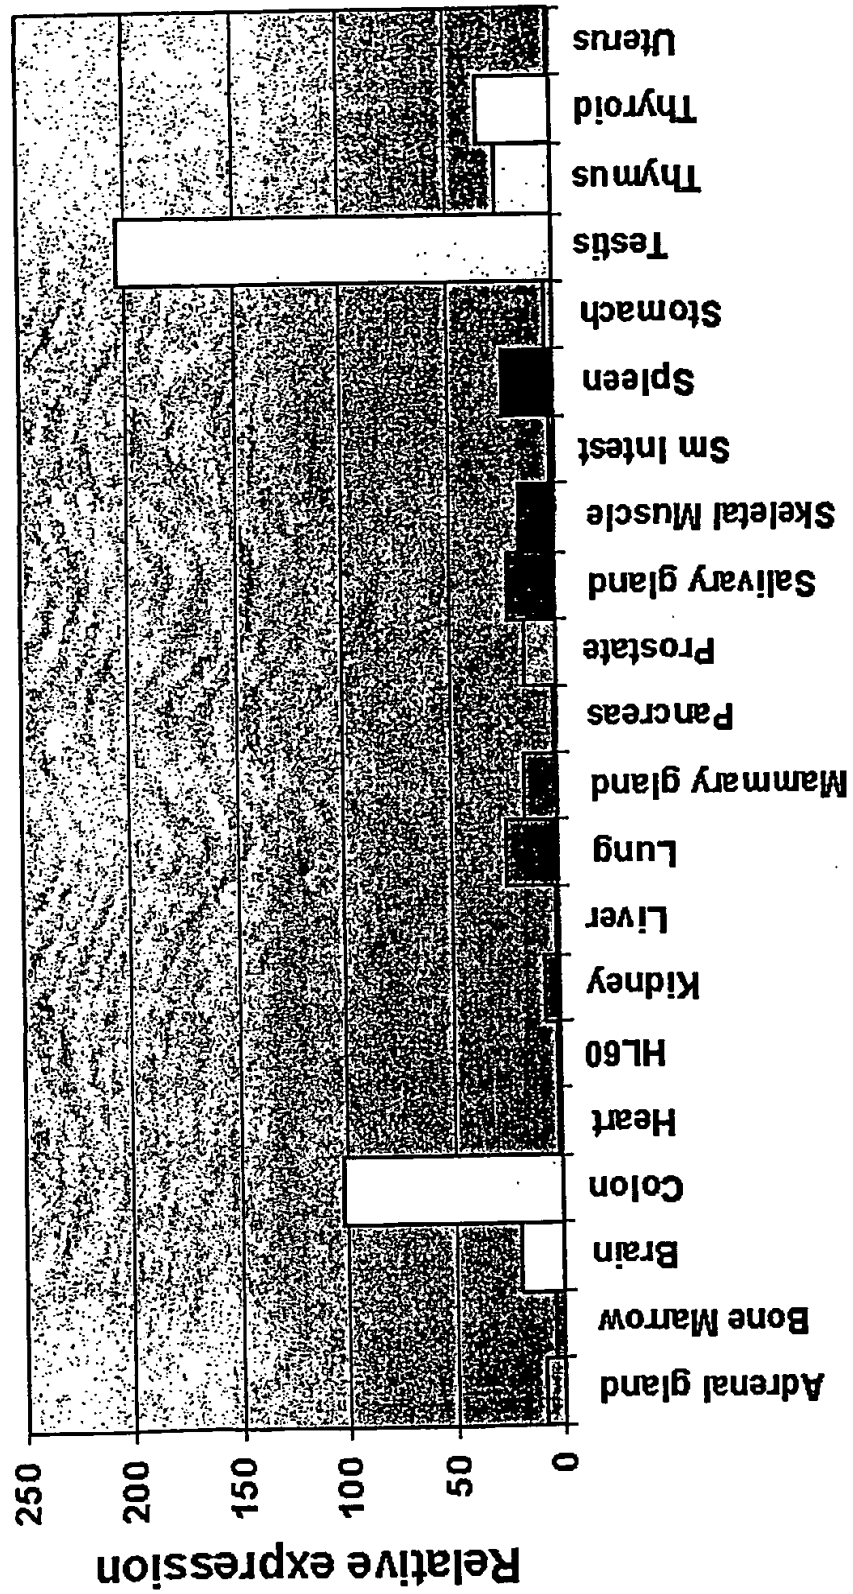 Relative expression
250
200
150
100
50
0
Adrenal gland
Bone Marrow
Brain
Colon
Heart
HL60
Kidney
Liver
Lung
Mammary gland
Pancreas
Prostate
Salivary gland
Skeletal Muscle
Sm Intest
Spleen
Stomach
Testis
Thymus
Thyroid
Uterus